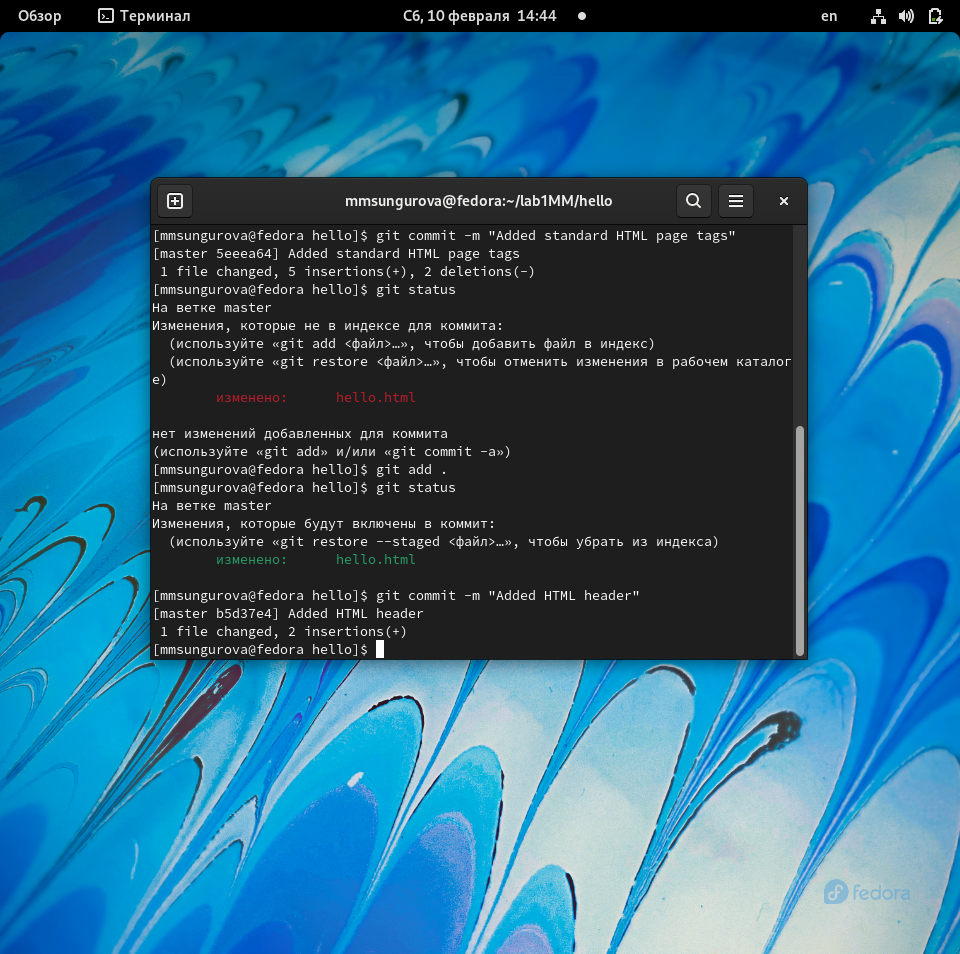 Обзор Терминал Сб, 10 февраля 14:44 en
mmsungurova@fedora:~/lab1MM/hello
[mmsungurova@fedora hello]$ git commit -m "Added standard HTML page tags"
[master 5eeea64] Added standard HTML page tags
 1 file changed, 5 insertions(+), 2 deletions(-)
[mmsungurova@fedora hello]$ git status
На ветке master
Изменения, которые не в индексе для коммита:
  (используйте «git add <файл>…», чтобы добавить файл в индекс)
  (используйте «git restore <файл>…», чтобы отменить изменения в рабочем каталог
е)
        изменено:      hello.html
нет изменений добавленных для коммита
(используйте «git add» и/или «git commit -a»)
[mmsungurova@fedora hello]$ git add .
[mmsungurova@fedora hello]$ git status
На ветке master
Изменения, которые будут включены в коммит:
  (используйте «git restore --staged <файл>…», чтобы убрать из индекса)
        изменено:      hello.html
[mmsungurova@fedora hello]$ git commit -m "Added HTML header"
[master b5d37e4] Added HTML header
 1 file changed, 2 insertions(+)
[mmsungurova@fedora hello]$
fedora